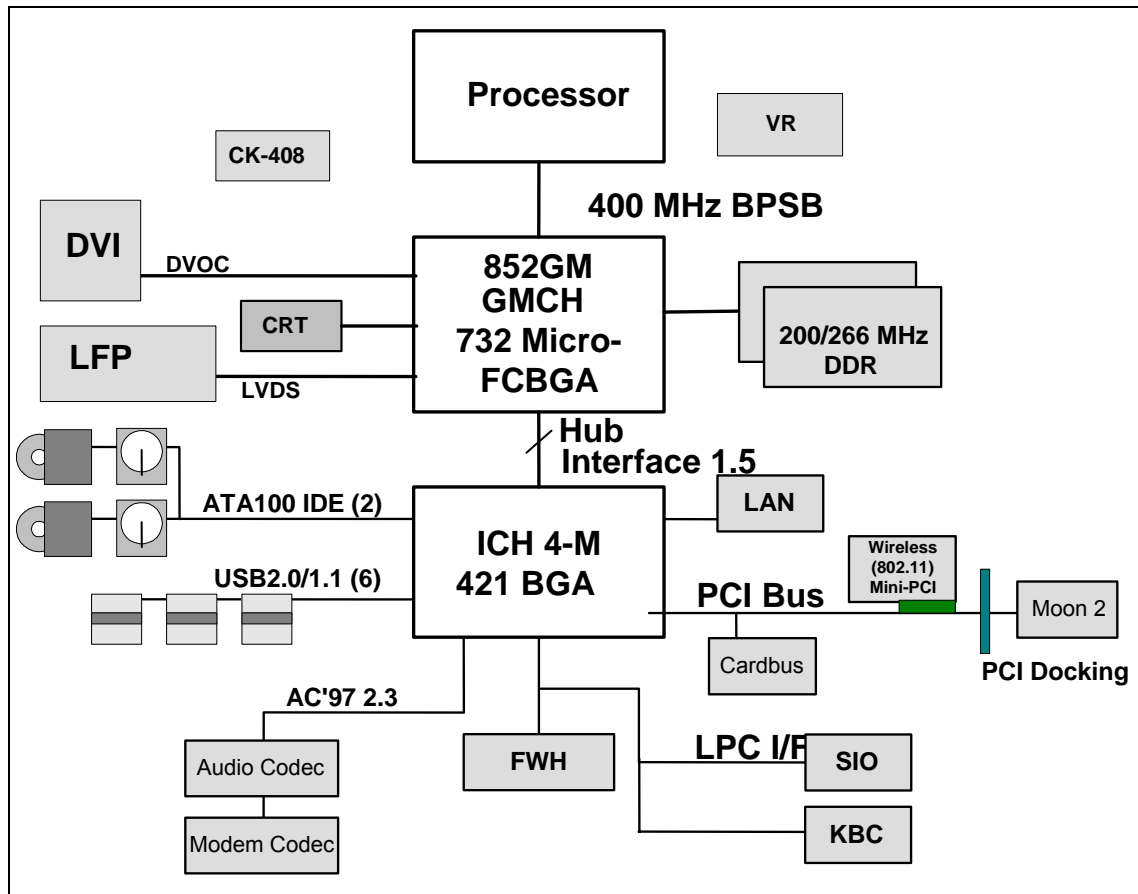 Processor
VR
CK-408
400 MHz BPSB
DVI
DVOC
852GM
GMCH
732 Micro-
FCBGA
CRT
200/266 MHz
DDR
LFP
LVDS
Hub
Interface 1.5
ATA100 IDE (2)
LAN
ICH 4-M
421 BGA
Wireless
(802.11)
Mini-PCI
USB2.0/1.1 (6)
PCI Bus
Moon 2
Cardbus
PCI Docking
AC'97 2.3
Audio Codec
FWH
LPC I/F
SIO
Modem Codec
KBC